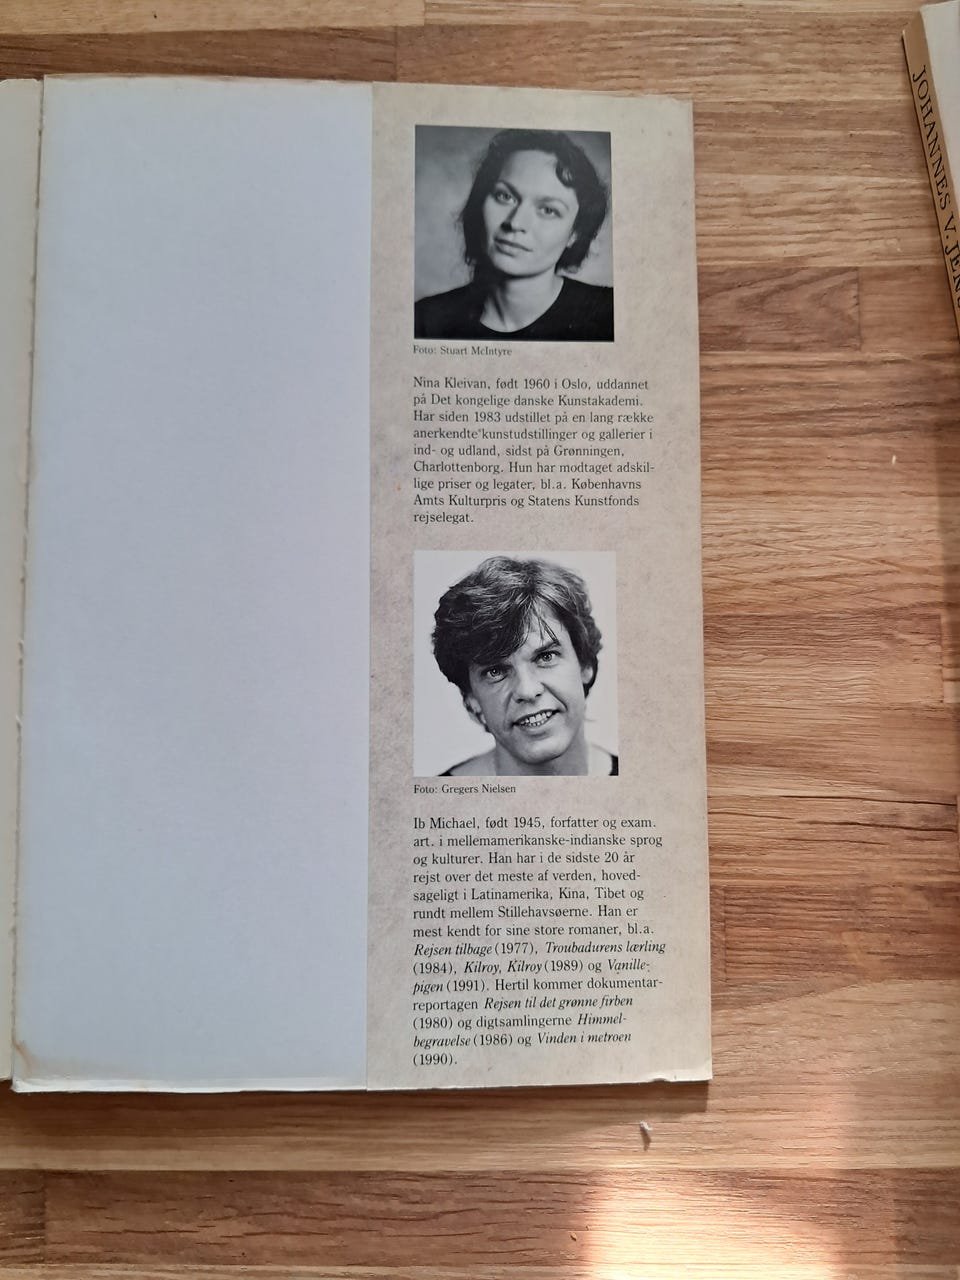 Foto: Stuart McIntyre
Nina Kleivan, født 1960 i Oslo, uddannet
på Det kongelige danske Kunstakademi.
Har siden 1983 udstillet på en lang række
anerkendte kunstudstillinger og gallerier i
ind- og udland, sidst på Grønningen,
Charlottenborg. Hun har modtaget adskil-
lige priser og legater, bl.a. Københavns
Amts Kulturpris og Statens Kunstfonds
rejselegat.
Foto: Gregers Nielsen
Ib Michael, født 1945, forfatter og exam.
art. i mellemamerikanske-indianske sprog
og kulturer. Han har i de sidste 20 år
rejst over det meste af verden, hoved-
sageligt i Latinamerika, Kina, Tibet og
rundt mellem Stillehavsøerne. Han er
mest kendt for sine store romaner, bl.a.
Rejsen tilbage (1977), Troubadurens lærling
(1984), Kilroy, Kilroy (1989) og Vanille-
pigen (1991). Hertil kommer dokumentar-
reportagen Rejsen til det grønne firben
(1980) og digtsamlingerne Himmel-
begravelse (1986) og Vinden i metroen
(1990).
JOHANNES V. JEN